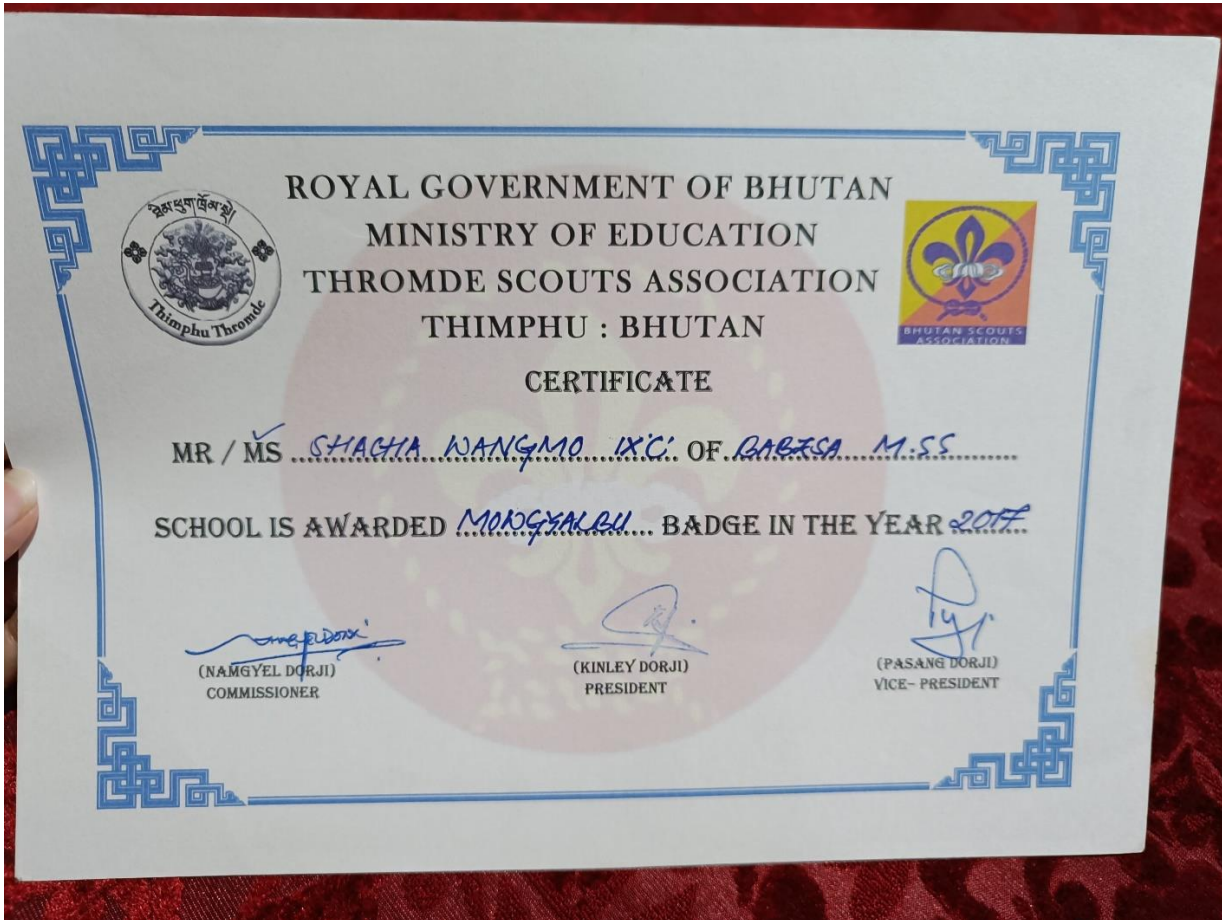 ROYAL GOVERNMENT OF BHUTAN
MINISTRY OF EDUCATION
THROMDE SCOUTS ASSOCIATION
THIMPHU : BHUTAN
ཐིམ་ཕུག་ཁྲོམ་སྡེ།
Thimphu Thromde
BHUTAN SCOUTS
ASSOCIATION
CERTIFICATE
MR / MS SHACHA WANGMO IX'C' OF BABESA M.SS
SCHOOL IS AWARDED MONGYALBU BADGE IN THE YEAR 2017
(NAMGYEL DORJI)
COMMISSIONER
(KINLEY DORJI)
PRESIDENT
(PASANG DORJI)
VICE- PRESIDENT